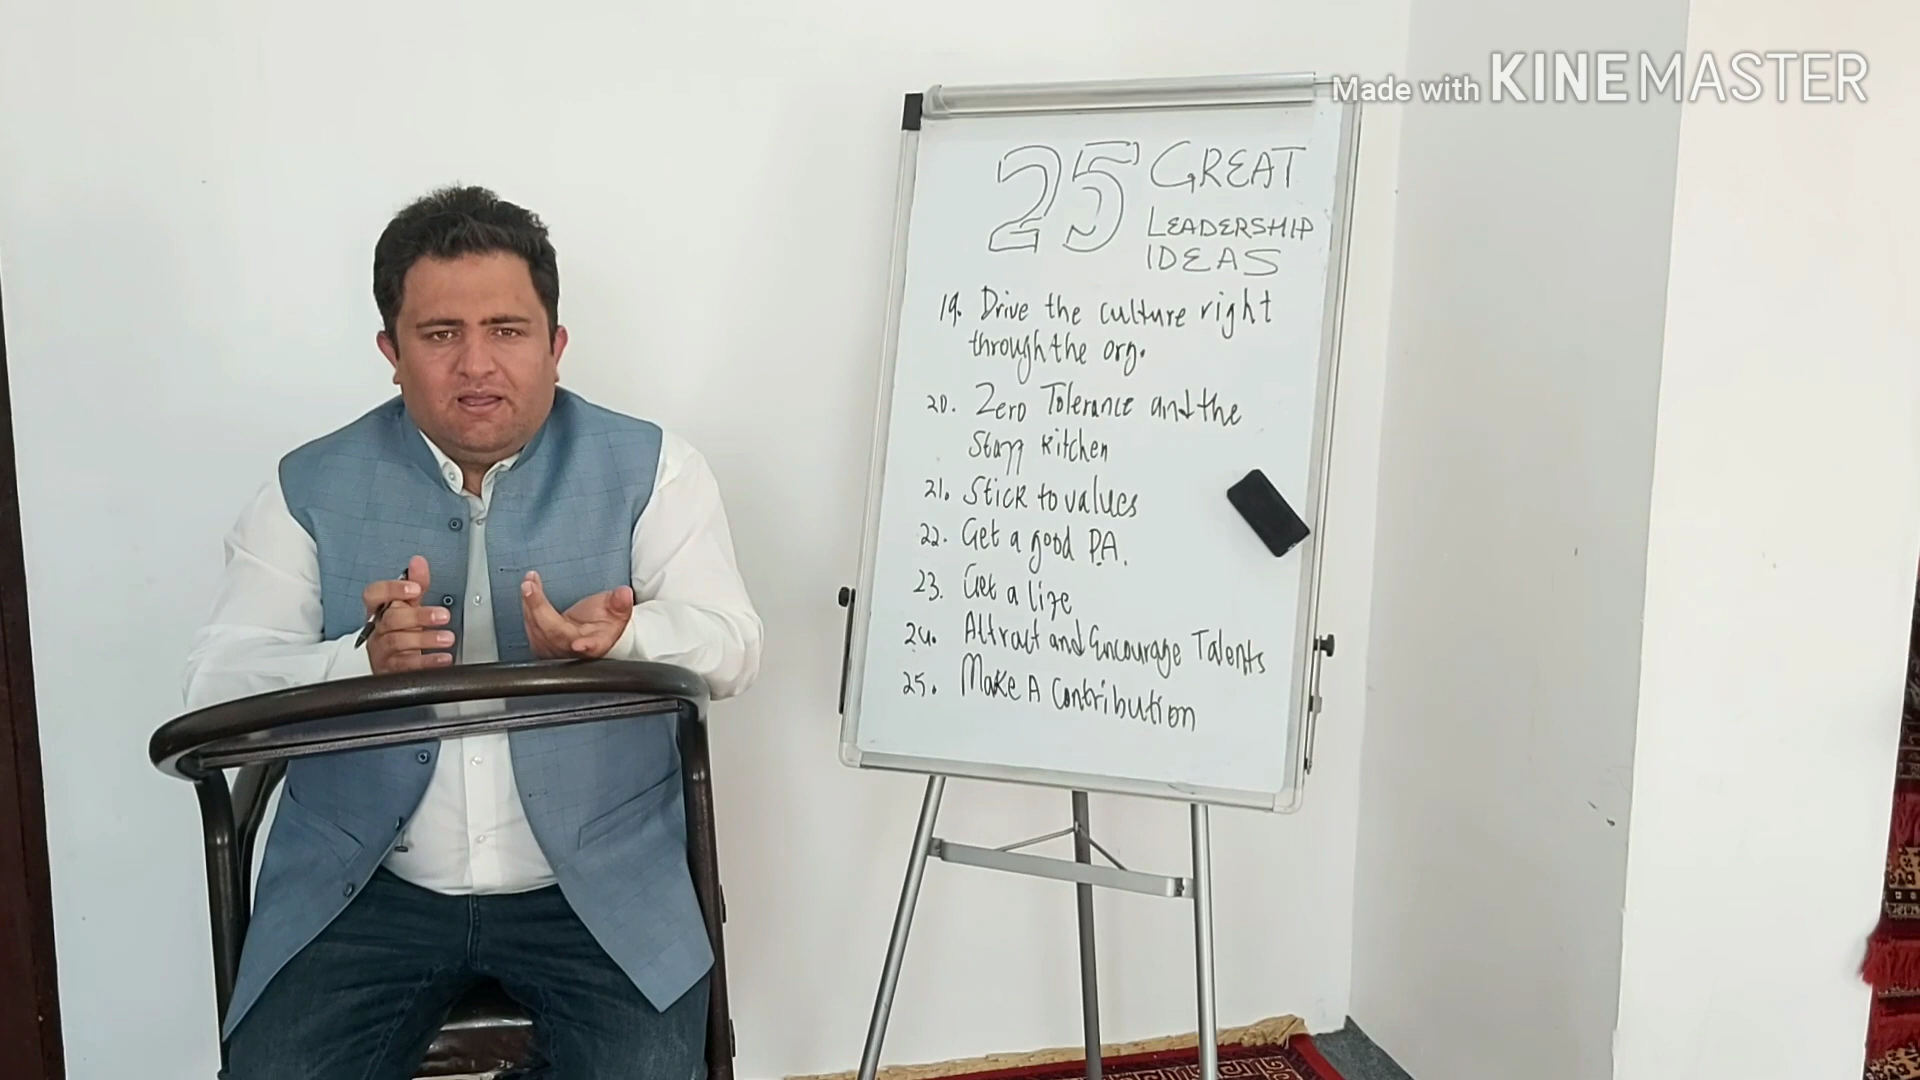 Made with KINEMASTER
25 GREAT
LEADERSHIP
IDEAS
19. Drive the culture right
through the org.
20. Zero Tolerance and the
Staff kitchen
21. Stick to values
22. Get a good P.A.
23. Get a life
24. Attract and Encourage Talents
25. Make A Contribution